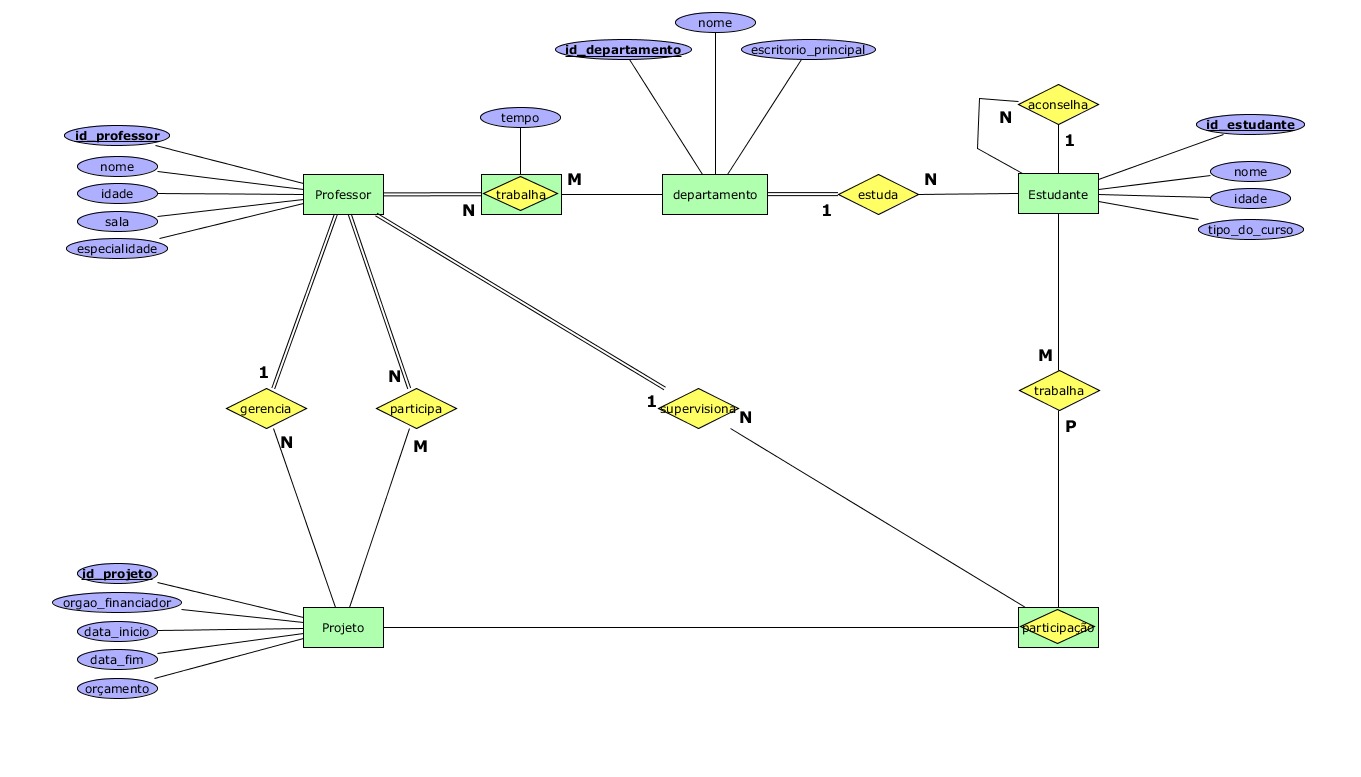 nome
id_departamento
escritorio_principal
aconselha
N
1
tempo
id_professor
id_estudante
nome
idade
sala
especialidade
Professor
N
trabalha
M
departamento
1
estuda
N
Estudante
nome
idade
tipo_do_curso
1
gerencia
N
N
participa
M
1
supervisiona
N
M
trabalha
P
id_projeto
orgao_financiador
data_inicio
data_fim
orçamento
Projeto
participação